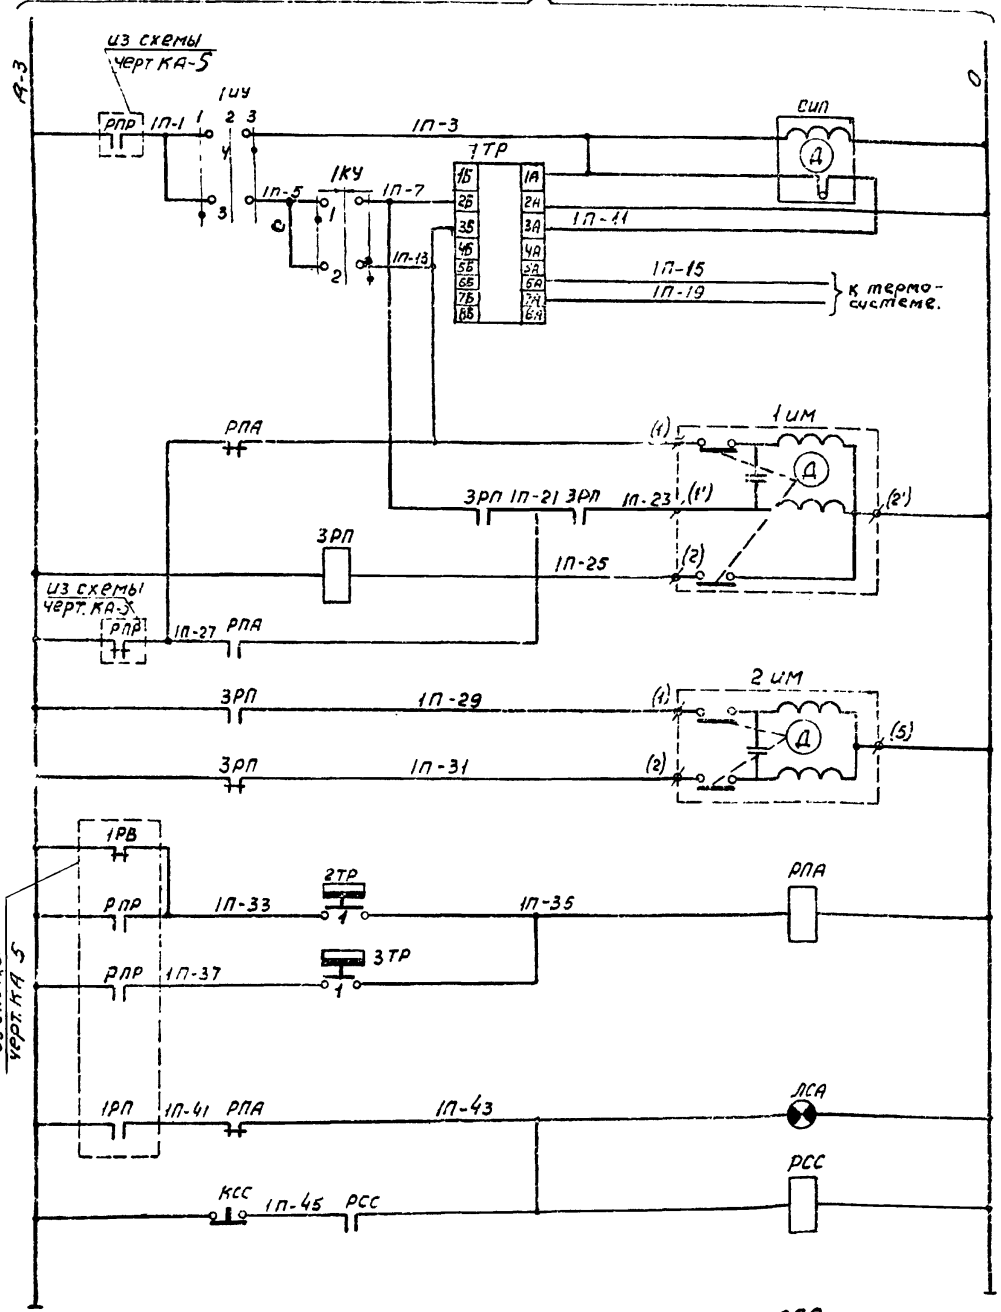 из схемы
черт КА-5
А-3
О
1ИУ
СИП
РПР
1П-1
1 2 3
1П-3
Д
1ТР
У
1КУ
1П-5
1П-7
3
1
1П-13
2
1Б 1А
2Б
3Б 3А
4Б 4А
5Б 5А
6Б 6А
7Б 7А
8Б
1П-11
1П-15
1П-19
к термо-
системе.
РПА
1ИМ
(1)
Д
3РП 1П-21 3РП 1П-23 (1')
(2')
3РП
1П-25
(2)
из схемы
черт. КА-5
РПР
1П-27 РПА
2 ИМ
3РП
1П-29
(1)
Д
(5)
3РП
1П-31
(2)
1РВ
2ТР
РПА
РПР
1П-33
1
1П-35
3ТР
РПР
1П-37
1
черт. КА 5
1РП
1П-41 РПА
1П-43
ЛСА
РСС
КСС
1П-45
РСС